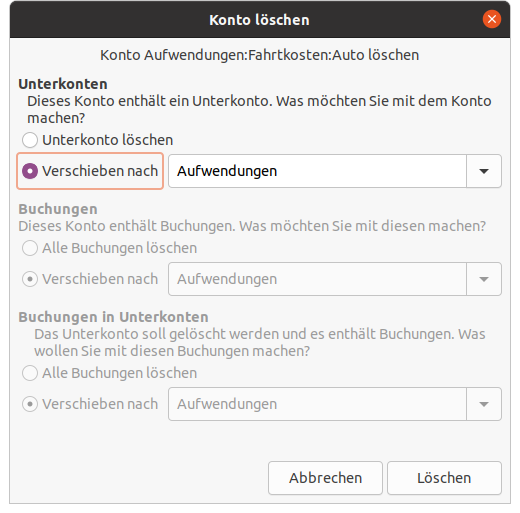 Konto löschen
Konto Aufwendungen:Fahrtkosten:Auto löschen
Unterkonten
Dieses Konto enthält ein Unterkonto. Was möchten Sie mit dem Konto
machen?
Unterkonto löschen
Verschieben nach Aufwendungen
Buchungen
Dieses Konto enthält Buchungen. Was möchten Sie mit diesen machen?
Alle Buchungen löschen
Verschieben nach Aufwendungen
Buchungen in Unterkonten
Das Unterkonto soll gelöscht werden und es enthält Buchungen. Was
wollen Sie mit diesen Buchungen machen?
Alle Buchungen löschen
Verschieben nach Aufwendungen
Abbrechen Löschen